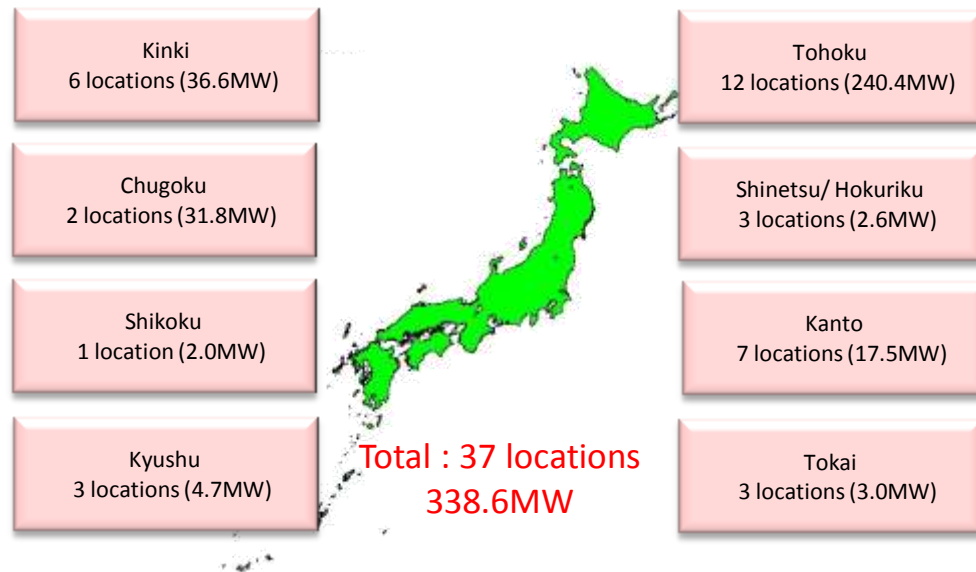 Kinki
6 locations (36.6MW)
Chugoku
2 locations (31.8MW)
Shikoku
1 location (2.0MW)
Kyushu
3 locations (4.7MW)
Tohoku
12 locations (240.4MW)
Shinetsu/ Hokuriku
3 locations (2.6MW)
Kanto
7 locations (17.5MW)
Tokai
3 locations (3.0MW)
Total : 37 locations
338.6MW